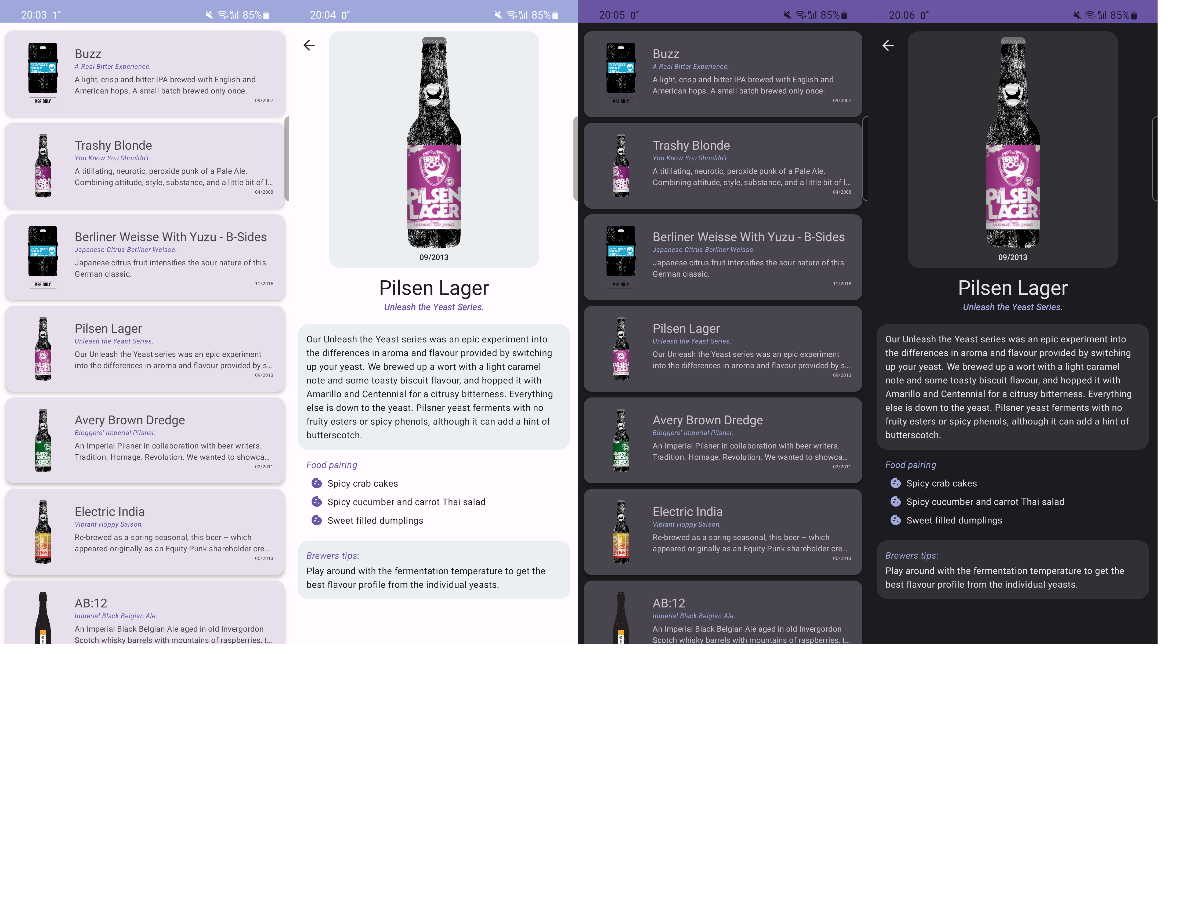 20:03 1° 85%
Buzz
A Real Bitter Experience.
A light, crisp and bitter IPA brewed with English and
American hops. A small batch brewed only once.
09/2007
Trashy Blonde
You Know You Shouldn't
A titillating, neurotic, peroxide punk of a Pale Ale.
Combining attitude, style, substance, and a little bit of l...
04/2008
Berliner Weisse With Yuzu - B-Sides
Japanese Citrus Berliner Weisse.
Japanese citrus fruit intensifies the sour nature of this
German classic.
11/2015
Pilsen Lager
Unleash the Yeast Series.
Our Unleash the Yeast series was an epic experiment
into the differences in aroma and flavour provided by s...
09/2013
Avery Brown Dredge
Bloggers' Imperial Pilsner.
An Imperial Pilsner in collaboration with beer writers.
Tradition. Homage. Revolution. We wanted to showca...
02/2011
Electric India
Vibrant Hoppy Saison.
Re-brewed as a spring seasonal, this beer – which
appeared originally as an Equity Punk shareholder cre...
05/2013
AB:12
Imperial Black Belgian Ale.
An Imperial Black Belgian Ale aged in old Invergordon
Scotch whisky barrels with mountains of raspberries, t...
20:04 0° 85%
BREW
DOG
PILSEN
LAGER
09/2013
Pilsen Lager
Unleash the Yeast Series.
Our Unleash the Yeast series was an epic experiment into
the differences in aroma and flavour provided by switching
up your yeast. We brewed up a wort with a light caramel
note and some toasty biscuit flavour, and hopped it with
Amarillo and Centennial for a citrusy bitterness. Everything
else is down to the yeast. Pilsner yeast ferments with no
fruity esters or spicy phenols, although it can add a hint of
butterscotch.
Food pairing
Spicy crab cakes
Spicy cucumber and carrot Thai salad
Sweet filled dumplings
Brewers tips:
Play around with the fermentation temperature to get the
best flavour profile from the individual yeasts.
20:05 0° 85%
Buzz
A Real Bitter Experience.
A light, crisp and bitter IPA brewed with English and
American hops. A small batch brewed only once.
09/2007
Trashy Blonde
You Know You Shouldn't
A titillating, neurotic, peroxide punk of a Pale Ale.
Combining attitude, style, substance, and a little bit of l...
04/2008
Berliner Weisse With Yuzu - B-Sides
Japanese Citrus Berliner Weisse.
Japanese citrus fruit intensifies the sour nature of this
German classic.
11/2015
Pilsen Lager
Unleash the Yeast Series.
Our Unleash the Yeast series was an epic experiment
into the differences in aroma and flavour provided by s...
09/2013
Avery Brown Dredge
Bloggers' Imperial Pilsner.
An Imperial Pilsner in collaboration with beer writers.
Tradition. Homage. Revolution. We wanted to showca...
02/2011
Electric India
Vibrant Hoppy Saison.
Re-brewed as a spring seasonal, this beer – which
appeared originally as an Equity Punk shareholder cre...
05/2013
AB:12
Imperial Black Belgian Ale.
An Imperial Black Belgian Ale aged in old Invergordon
Scotch whisky barrels with mountains of raspberries, t...
20:06 0° 85%
BREW
DOG
PILSEN
LAGER
09/2013
Pilsen Lager
Unleash the Yeast Series.
Our Unleash the Yeast series was an epic experiment into
the differences in aroma and flavour provided by switching
up your yeast. We brewed up a wort with a light caramel
note and some toasty biscuit flavour, and hopped it with
Amarillo and Centennial for a citrusy bitterness. Everything
else is down to the yeast. Pilsner yeast ferments with no
fruity esters or spicy phenols, although it can add a hint of
butterscotch.
Food pairing
Spicy crab cakes
Spicy cucumber and carrot Thai salad
Sweet filled dumplings
Brewers tips:
Play around with the fermentation temperature to get the
best flavour profile from the individual yeasts.